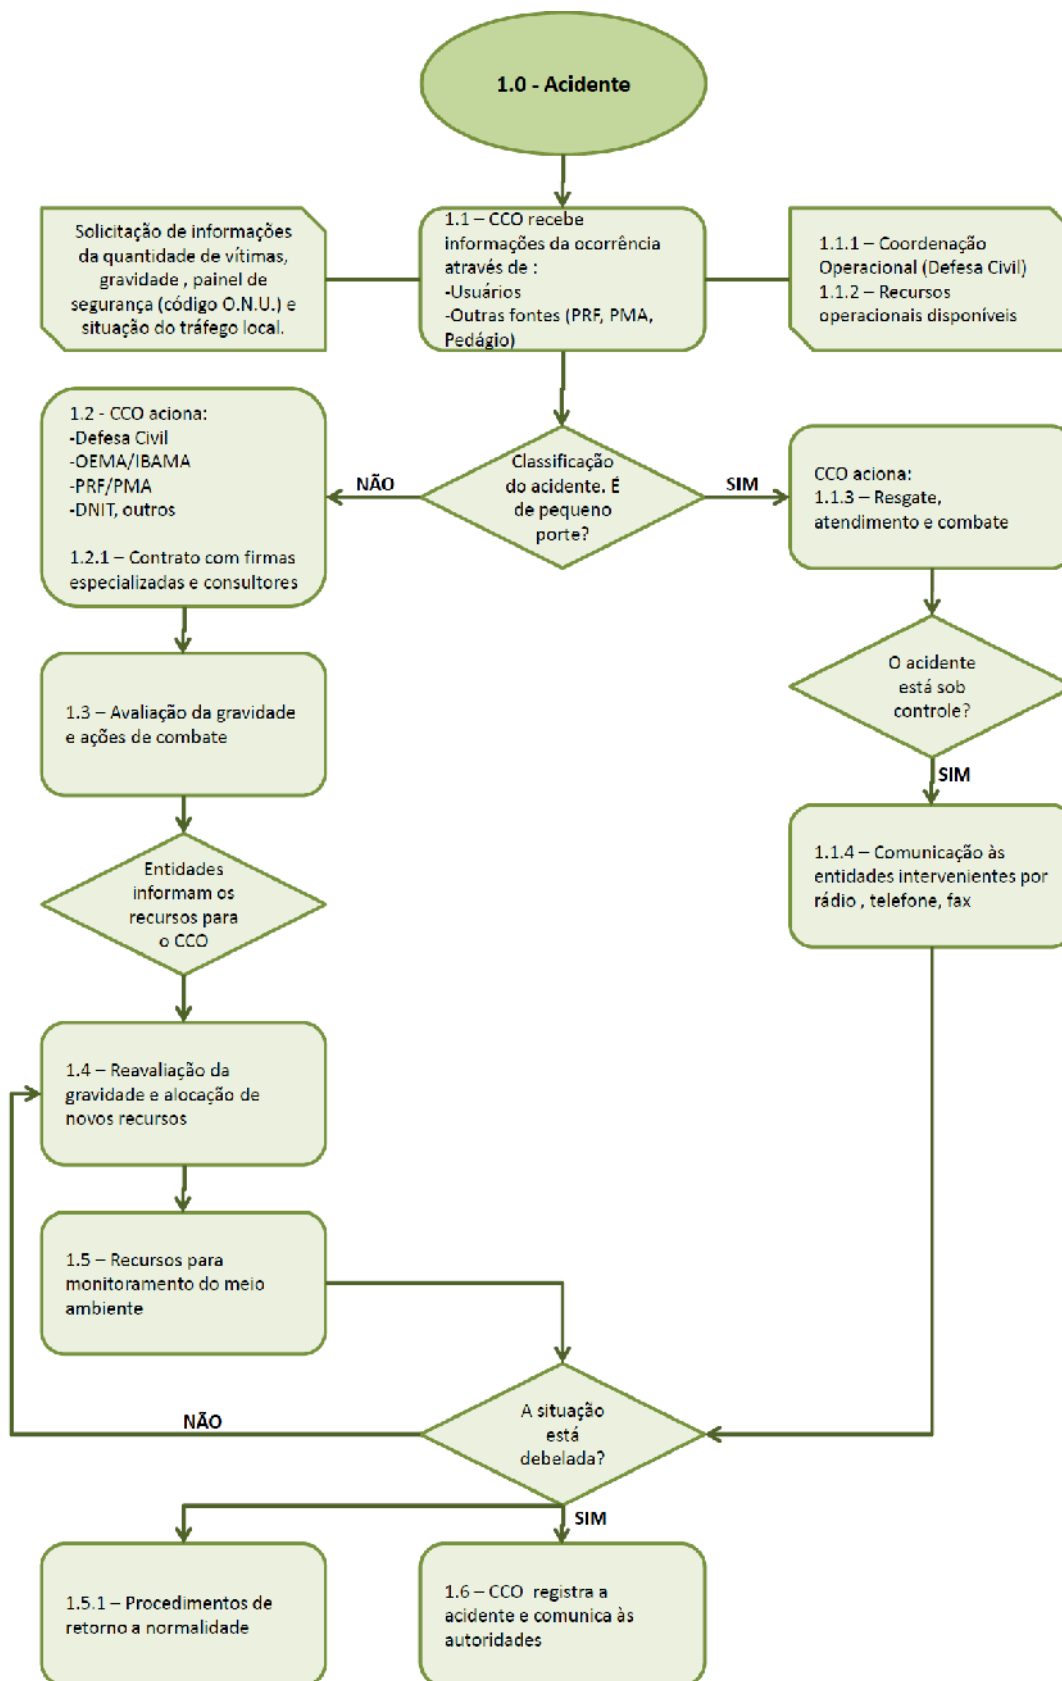 1.0 - Acidente
Solicitação de informações
da quantidade de vítimas,
gravidade , painel de
segurança (código O.N.U.) e
situação do tráfego local.
1.1 – CCO recebe
informações da ocorrência
através de :
-Usuários
-Outras fontes (PRF, PMA,
Pedágio)
1.1.1 – Coordenação
Operacional (Defesa Civil)
1.1.2 – Recursos
operacionais disponíveis
1.2 - CCO aciona:
-Defesa Civil
-OEMA/IBAMA
-PRF/PMA
-DNIT, outros
1.2.1 – Contrato com firmas
especializadas e consultores
NÃO
Classificação
do acidente. É
de pequeno
porte?
SIM
CCO aciona:
1.1.3 – Resgate,
atendimento e combate
O acidente
está sob
controle?
SIM
1.3 – Avaliação da gravidade
e ações de combate
1.1.4 – Comunicação às
entidades intervenientes por
rádio , telefone, fax
Entidades
informam os
recursos para
o CCO
1.4 – Reavaliação da
gravidade e alocação de
novos recursos
1.5 – Recursos para
monitoramento do meio
ambiente
NÃO
A situação
está
debelada?
SIM
1.5.1 – Procedimentos de
retorno a normalidade
1.6 – CCO registra a
acidente e comunica às
autoridades